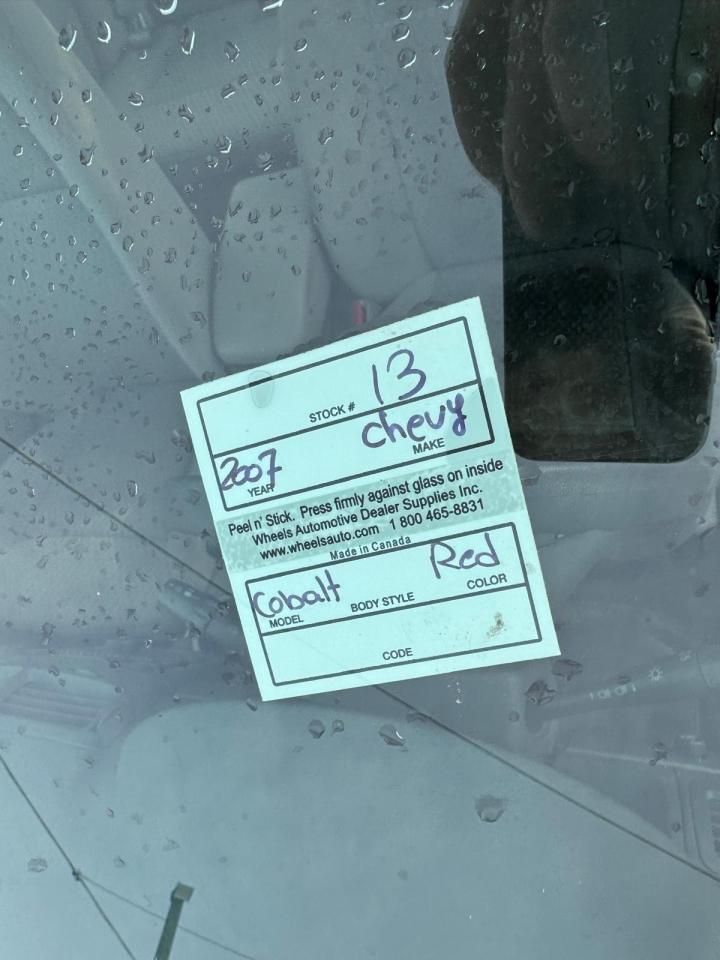 13
STOCK #
chevy
MAKE
2007
YEAR
Peel n' Stick. Press firmly against glass on inside
Wheels Automotive Dealer Supplies Inc.
www.wheelsauto.com 1 800 465-8831
Made in Canada
Cobalt Red
MODEL BODY STYLE COLOR
CODE